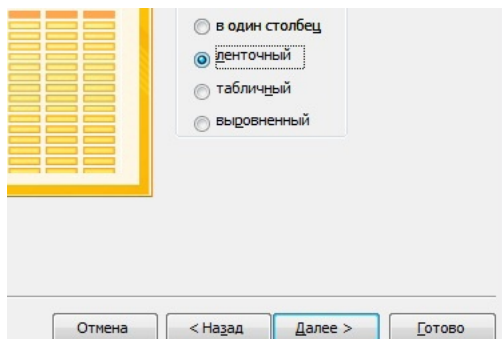 в один столбец
ленточный
табличный
выровненный
Отмена
< Назад
Далее >
Готово